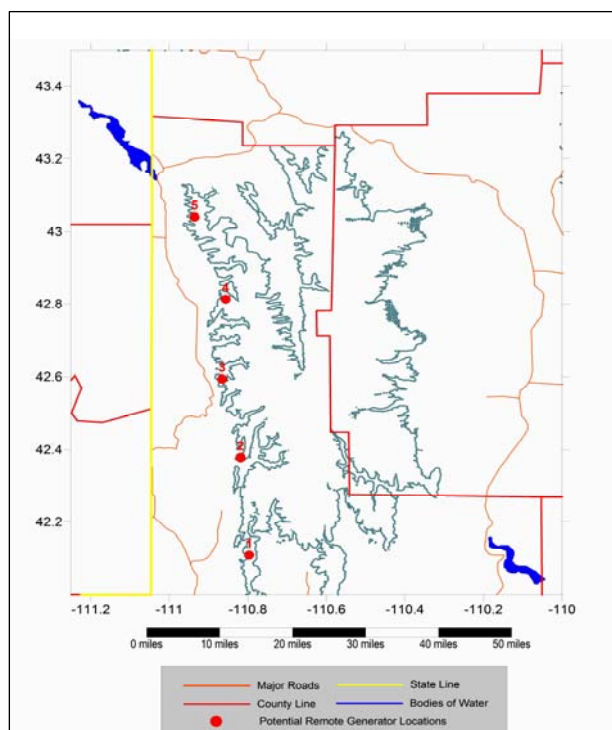 43.4
43.2
43
42.8
42.6
42.4
42.2
5
4
3
2
1
-111.2 -111 -110.8 -110.6 -110.4 -110.2 -110
0 miles 10 miles 20 miles 30 miles 40 miles 50 miles
Major Roads State Line
County Line Bodies of Water
Potential Remote Generator Locations